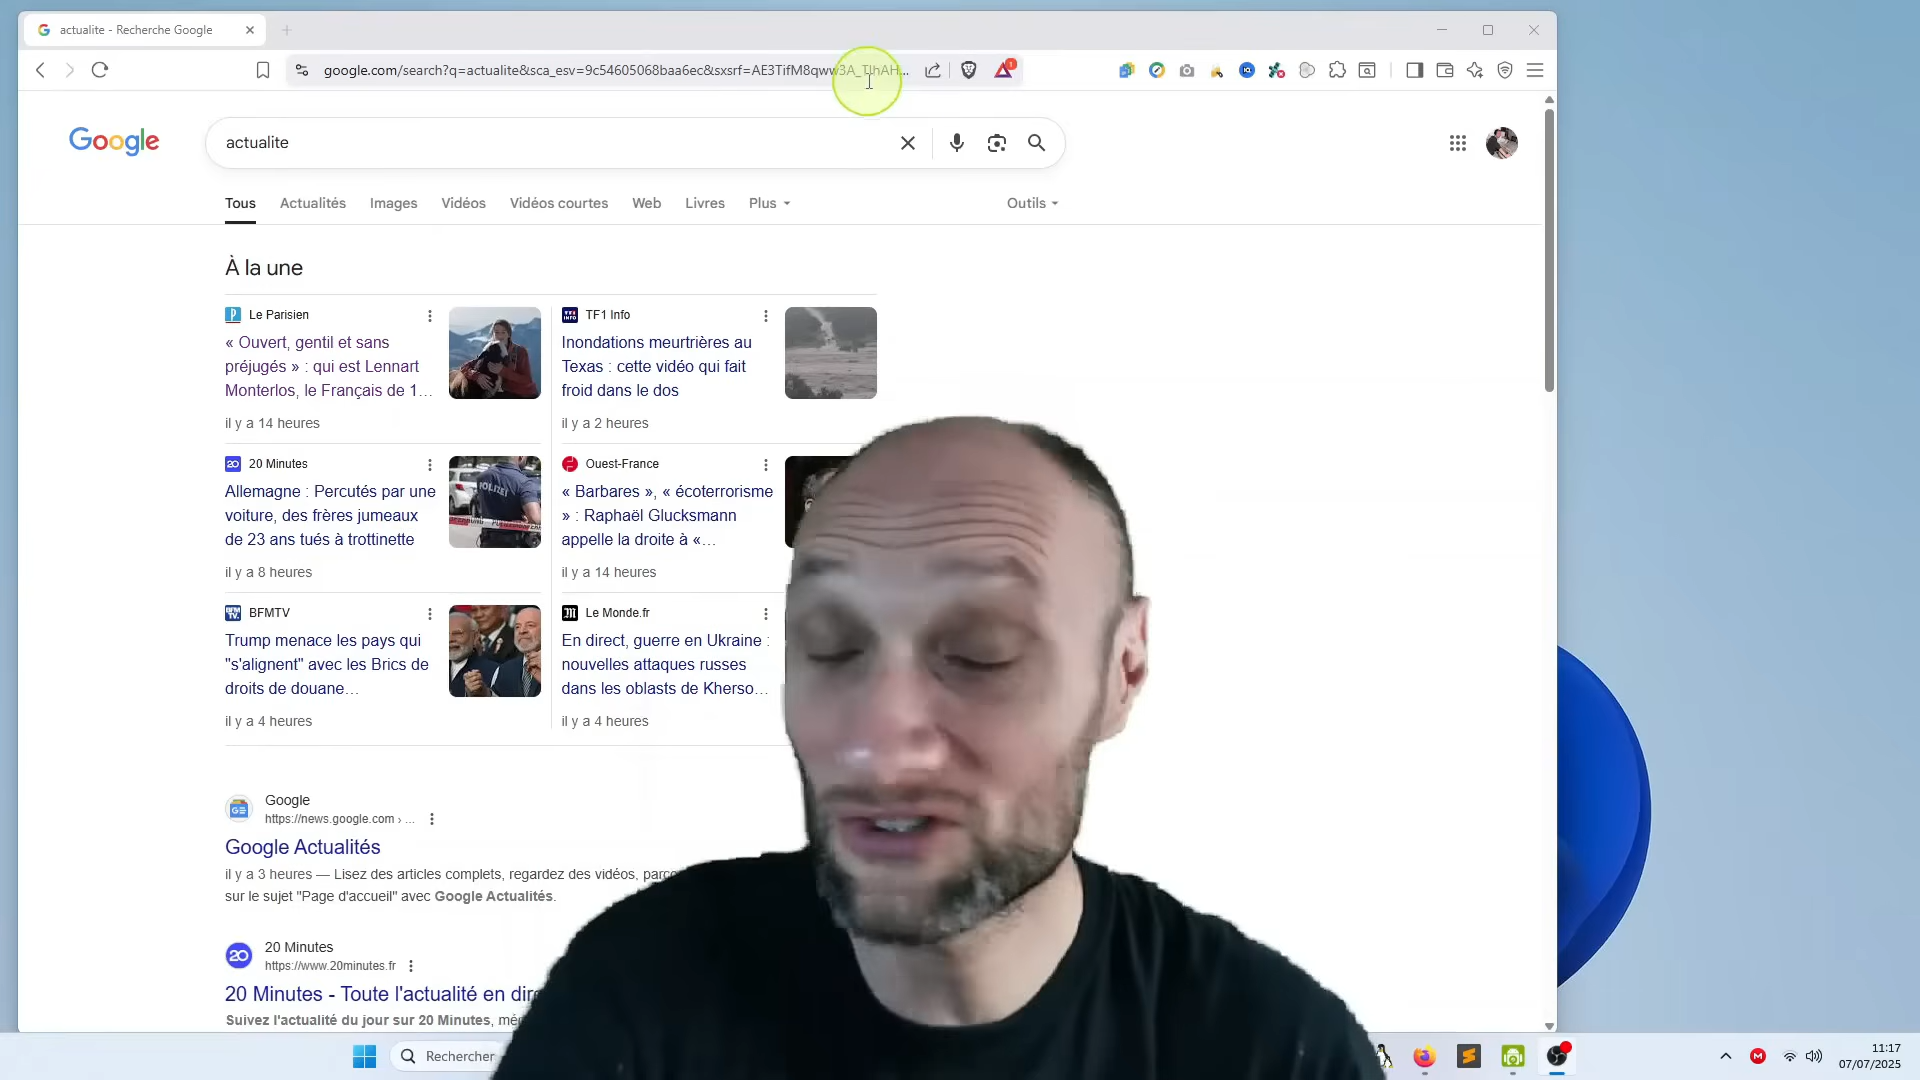 actualite - Recherche Google
google.com/search?q=actualite&sca_esv=9c54605068baa6ec&sxsrf=AE3TifM8qww3A_TJhAH...
1
Google
actualite
Tous
Actualités
Images
Vidéos
Vidéos courtes
Web
Livres
Plus
Outils
À la une
Le Parisien
« Ouvert, gentil et sans
préjugés » : qui est Lennart
Monterlos, le Français de 1...
il y a 14 heures
TF1 Info
Inondations meurtrières au
Texas : cette vidéo qui fait
froid dans le dos
il y a 2 heures
20 Minutes
Allemagne : Percutés par une
voiture, des frères jumeaux
de 23 ans tués à trottinette
il y a 8 heures
POLIZEI
Ouest-France
« Barbares », « écoterrorisme
» : Raphaël Glucksmann
appelle la droite à «...
il y a 14 heures
BFMTV
Trump menace les pays qui
"s'alignent" avec les Brics de
droits de douane...
il y a 4 heures
Le Monde.fr
En direct, guerre en Ukraine :
nouvelles attaques russes
dans les oblasts de Kherso...
il y a 4 heures
Google
https://news.google.com › ...
Google Actualités
il y a 3 heures — Lisez des articles complets, regardez des vidéos, parco
sur le sujet "Page d'accueil" avec Google Actualités.
20 Minutes
https://www.20minutes.fr
20 Minutes - Toute l'actualité en dire
Suivez l'actualité du jour sur 20 Minutes, mé
Rechercher
11:17
07/07/2025